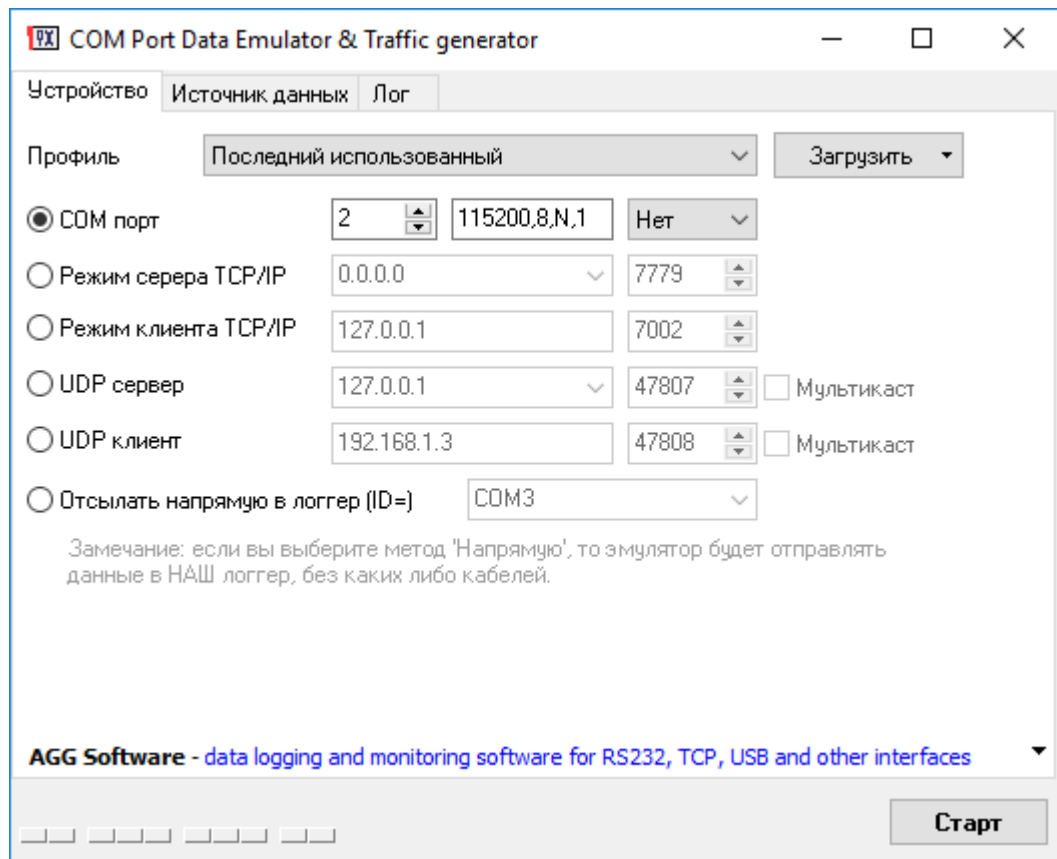 COM Port Data Emulator & Traffic generator
Устройство Источник данных Лог
Профиль Последний использованный Загрузить
COM порт 2 115200,8,N,1 Нет
Режим серера TCP/IP 0.0.0.0 7779
Режим клиента TCP/IP 127.0.0.1 7002
UDP сервер 127.0.0.1 47807 Мультикаст
UDP клиент 192.168.1.3 47808 Мультикаст
Отсылать напрямую в логгер (ID=) COM3
Замечание: если вы выберите метод 'Напрямую', то эмулятор будет отправлять
данные в НАШ логгер, без каких либо кабелей.
AGG Software - data logging and monitoring software for RS232, TCP, USB and other interfaces
Старт